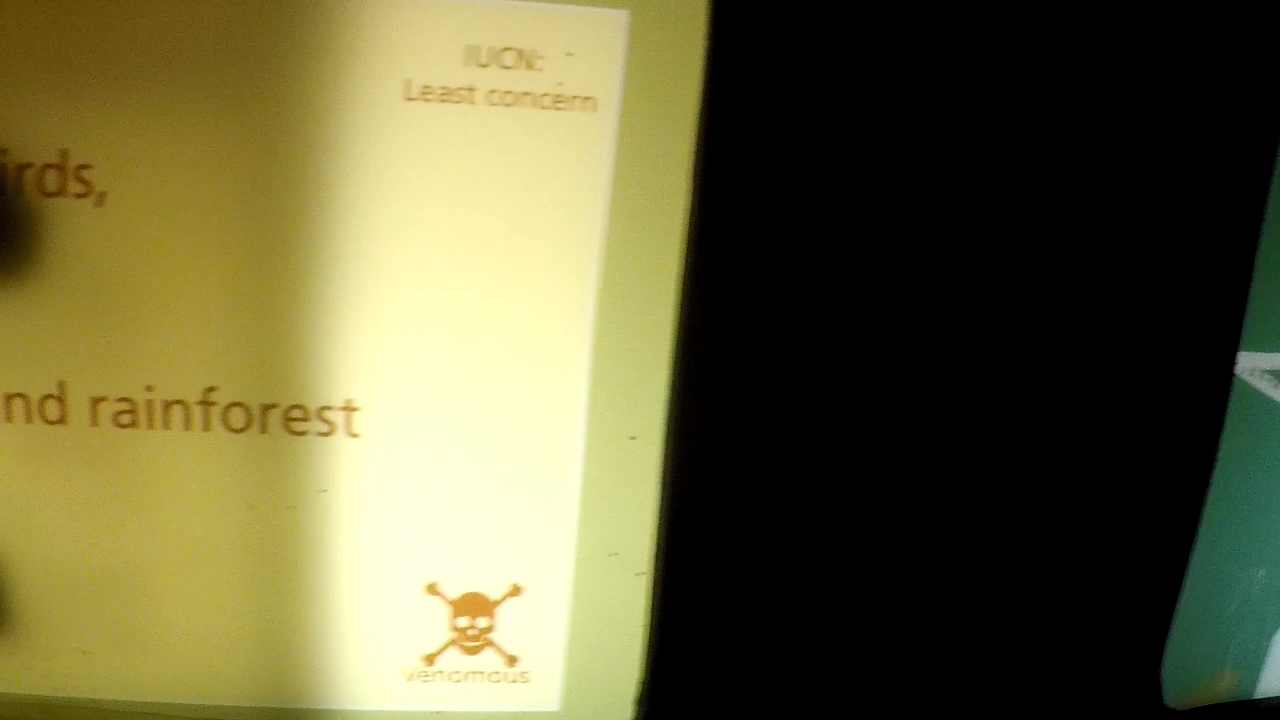 IUCN:
Least concern
irds,
nd rainforest
venomous